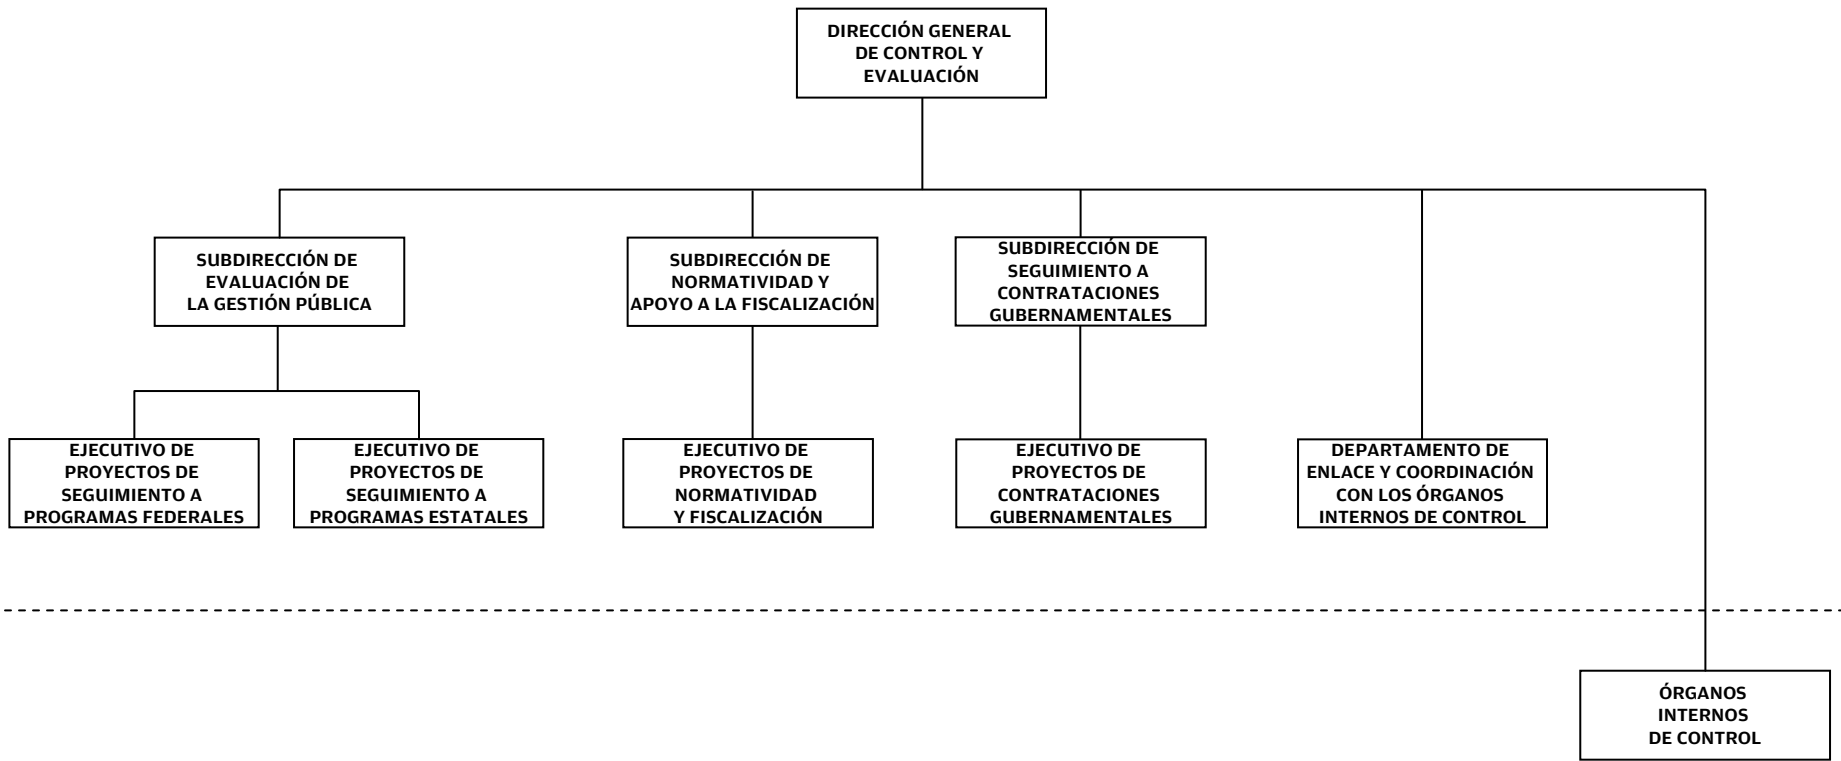 DIRECCIÓN GENERAL
DE CONTROL Y
EVALUACIÓN
SUBDIRECCIÓN DE
EVALUACIÓN DE
LA GESTIÓN PÚBLICA
SUBDIRECCIÓN DE
NORMATIVIDAD Y
APOYO A LA FISCALIZACIÓN
SUBDIRECCIÓN DE
SEGUIMIENTO A
CONTRATACIONES
GUBERNAMENTALES
EJECUTIVO DE
PROYECTOS DE
SEGUIMIENTO A
PROGRAMAS FEDERALES
EJECUTIVO DE
PROYECTOS DE
SEGUIMIENTO A
PROGRAMAS ESTATALES
EJECUTIVO DE
PROYECTOS DE
NORMATIVIDAD
Y FISCALIZACIÓN
EJECUTIVO DE
PROYECTOS DE
CONTRATACIONES
GUBERNAMENTALES
DEPARTAMENTO DE
ENLACE Y COORDINACIÓN
CON LOS ÓRGANOS
INTERNOS DE CONTROL
ÓRGANOS
INTERNOS
DE CONTROL